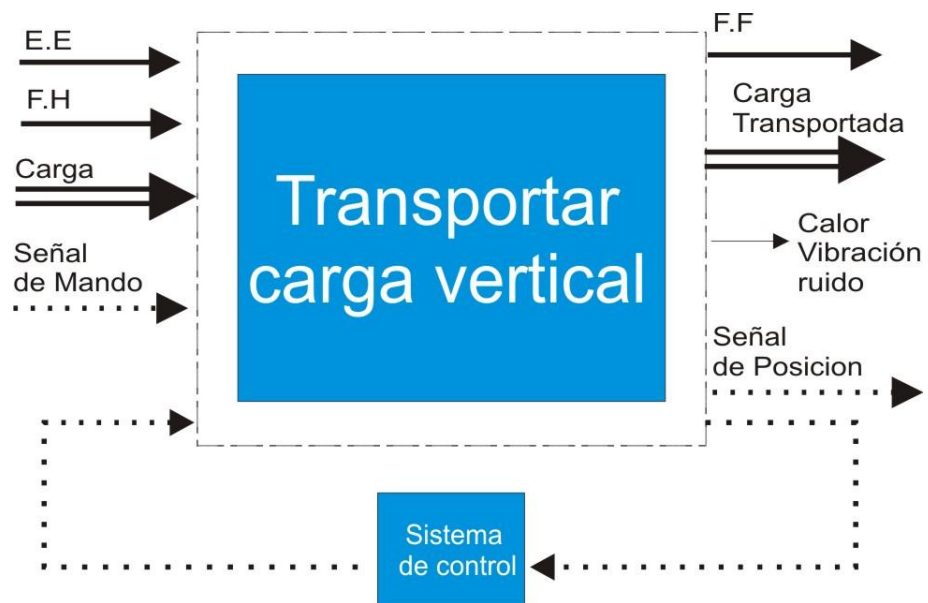 E.E
F.H
Carga
Señal
de Mando
Transportar
carga vertical
F.F
Carga
Transportada
Calor
Vibración
ruido
Señal
de Posicion
Sistema
de control